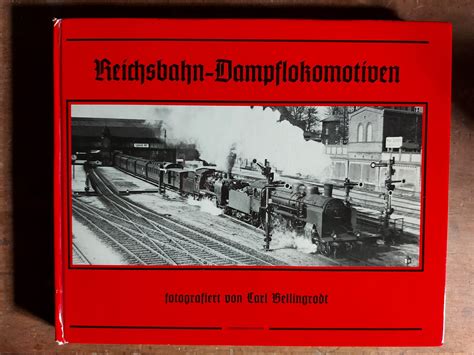 Reichsbahn-Dampflokomotiven
fotografiert von Carl Bellingrodt